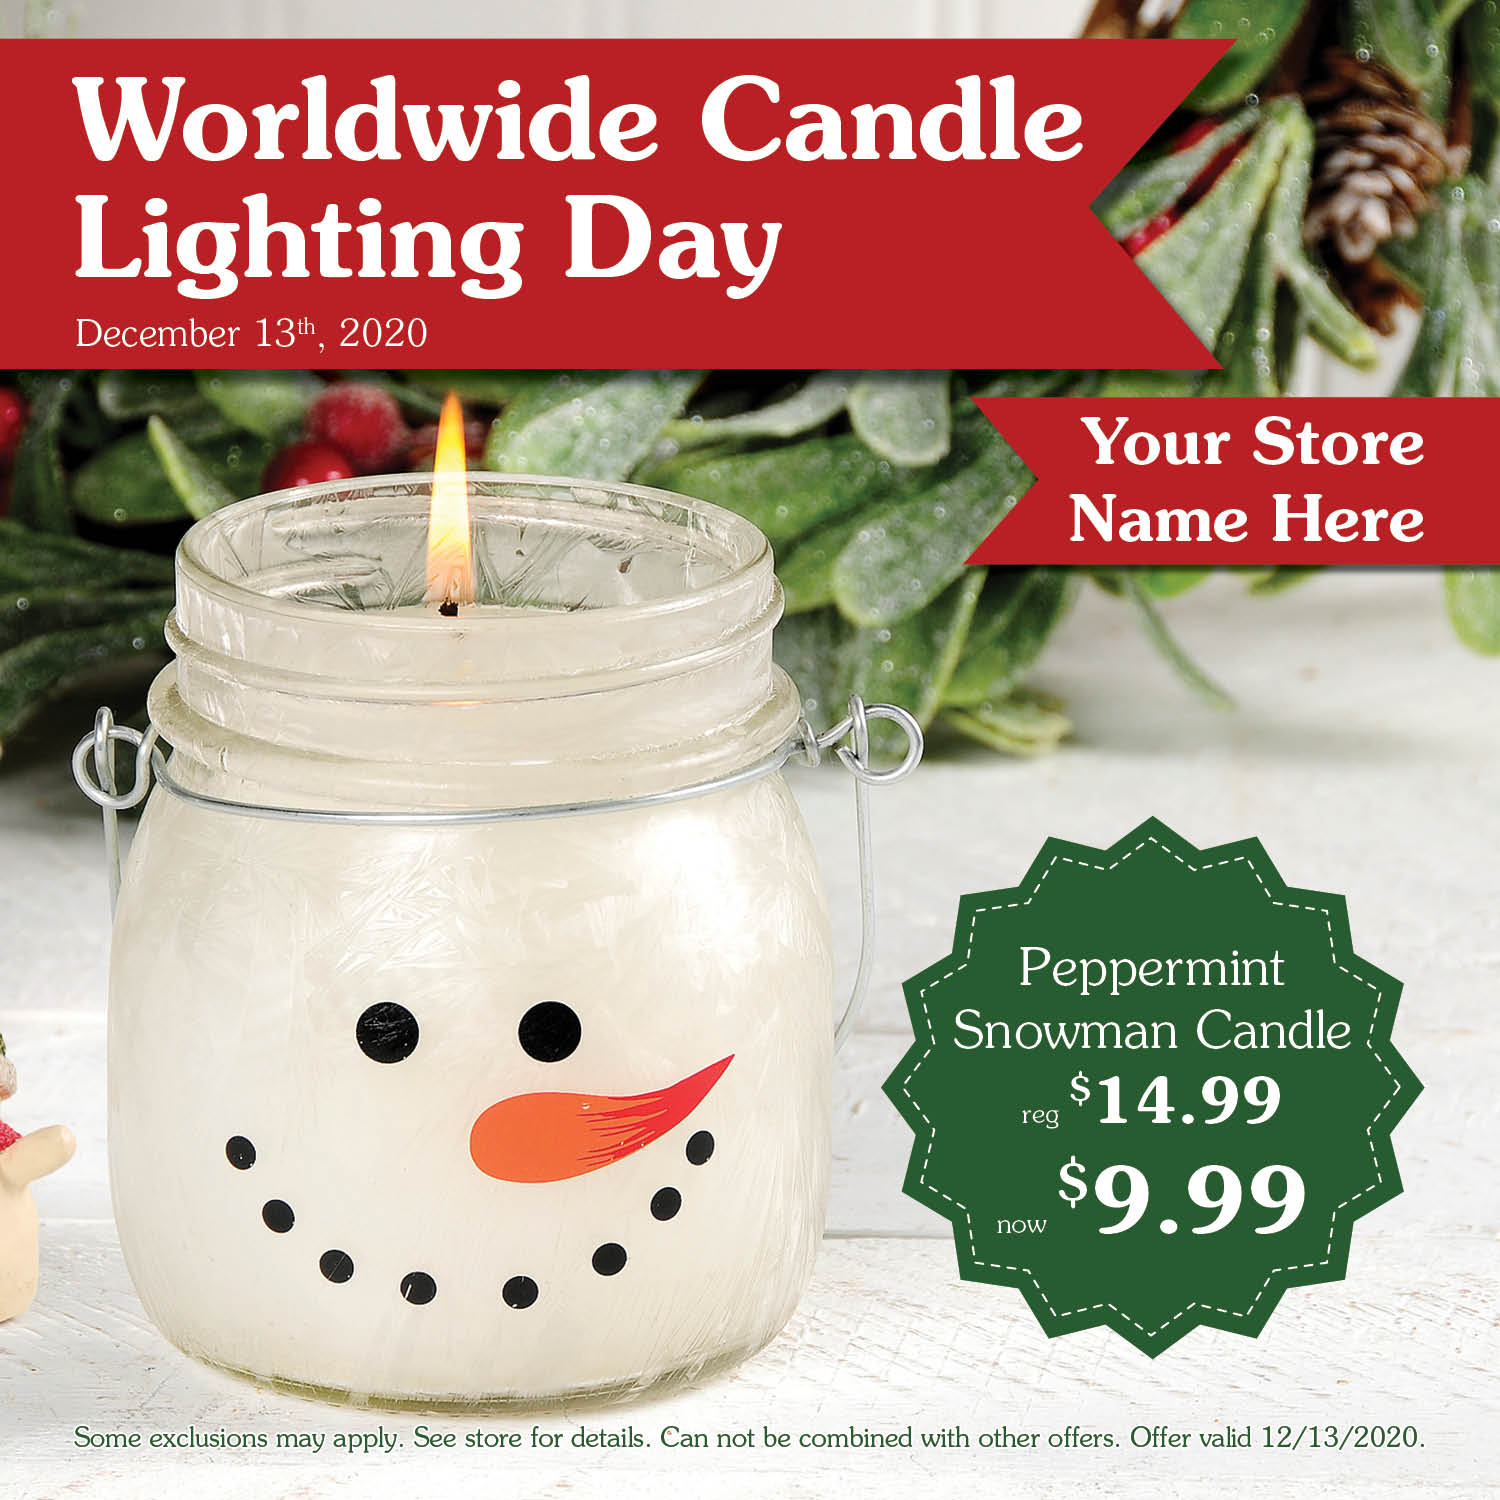 Worldwide Candle
Lighting Day
December 13th, 2020
Your Store
Name Here
Peppermint
Snowman Candle
reg $14.99
now $9.99
Some exclusions may apply. See store for details. Can not be combined with other offers. Offer valid 12/13/2020.